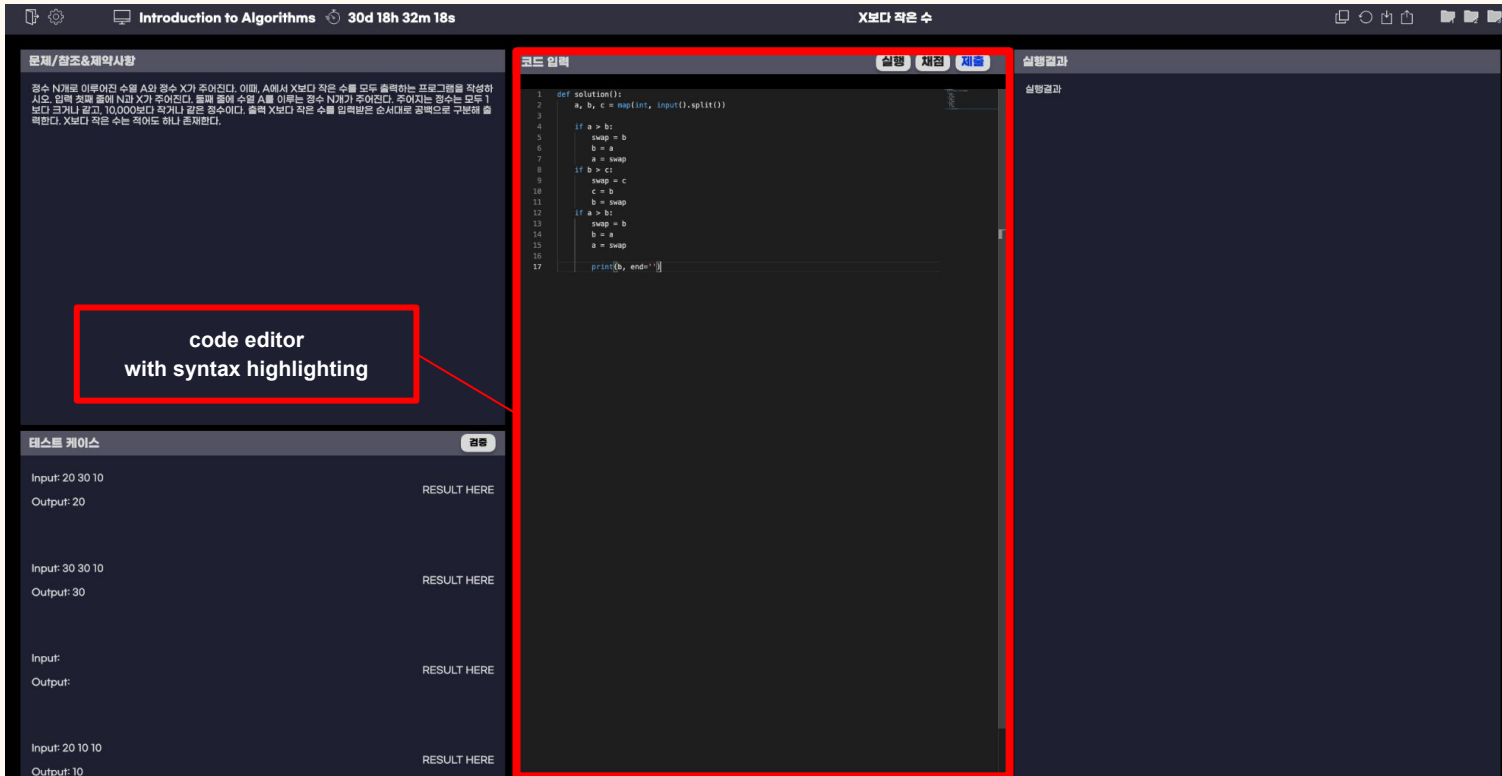 Introduction to Algorithms 30d 18h 32m 18s
X보다 작은 수
문제/참조&제약사항
정수 N개로 이루어진 수열 A와 정수 X가 주어진다. 이때, A에서 X보다 작은 수를 모두 출력하는 프로그램을 작성하
시오. 입력 첫째 줄에 N과 X가 주어진다. 둘째 줄에 수열 A를 이루는 정수 N개가 주어진다. 주어지는 정수는 모두 1
보다 크거나 같고, 10,000보다 작거나 같은 정수이다. 출력 X보다 작은 수를 입력받은 순서대로 공백으로 구분해 출
력한다. X보다 작은 수는 적어도 하나 존재한다.
code editor
with syntax highlighting
테스트 케이스 검증
Input: 20 30 10
Output: 20
RESULT HERE
Input: 30 30 10
Output: 30
RESULT HERE
Input:
Output:
RESULT HERE
Input: 20 10 10
Output: 10
RESULT HERE
코드 입력 실행 채점 제출
1 def solution():
2 a, b, c = map(int, input().split())
3
4 if a > b:
5 swap = b
6 b = a
7 a = swap
8 if b > c:
9 swap = c
10 c = b
11 b = swap
12 if a > b:
13 swap = b
14 b = a
15 a = swap
16
17 print(b, end='')
실행결과
실행결과